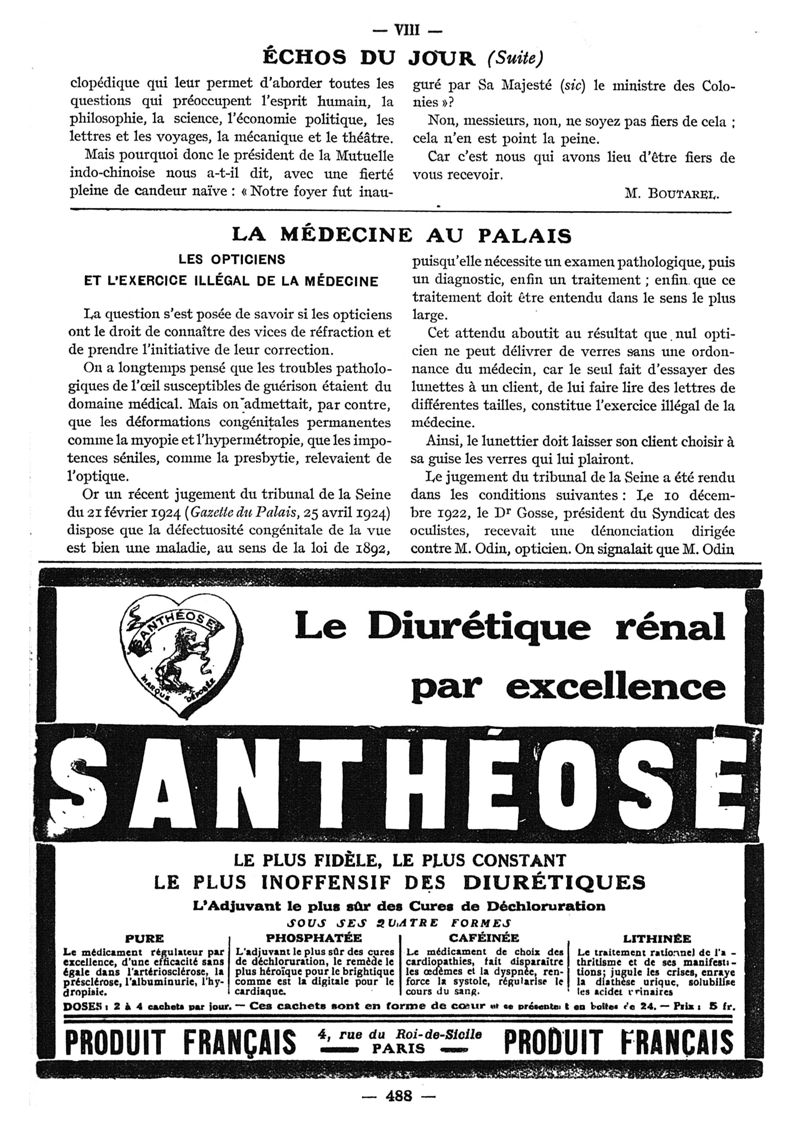 — VIII —
ÉCHOS DU JOUR (Suite)
clopédique qui leur permet d'aborder toutes les
questions qui préoccupent l'esprit humain, la
philosophie, la science, l'économie politique, les
lettres et les voyages, la mécanique et le théâtre.
Mais pourquoi donc le président de la Mutuelle
indo-chinoise nous a-t-il dit, avec une fierté
pleine de candeur naïve : « Notre foyer fut inau-
guré par Sa Majesté (sic) le ministre des Colo-
nies »?
Non, messieurs, non, ne soyez pas fiers de cela ;
cela n'en est point la peine.
Car c'est nous qui avons lieu d'être fiers de
vous recevoir.
M. BOUTAREL.
LA MÉDECINE AU PALAIS
LES OPTICIENS
ET L'EXERCICE ILLÉGAL DE LA MÉDECINE
La question s'est posée de savoir si les opticiens
ont le droit de connaître des vices de réfraction et
de prendre l'initiative de leur correction.
On a longtemps pensé que les troubles patholo-
giques de l'œil susceptibles de guérison étaient du
domaine médical. Mais on admettait, par contre,
que les déformations congénitales permanentes
comme la myopie et l'hypermétropie, que les impo-
tences séniles, comme la presbytie, relevaient de
l'optique.
Or un récent jugement du tribunal de la Seine
du 21 février 1924 (Gazette du Palais, 25 avril 1924)
dispose que la défectuosité congénitale de la vue
est bien une maladie, au sens de la loi de 1892,
puisqu'elle nécessite un examen pathologique, puis
un diagnostic, enfin un traitement ; enfin que ce
traitement doit être entendu dans le sens le plus
large.
Cet attendu aboutit au résultat que nul opti-
cien ne peut délivrer de verres sans une ordon-
nance du médecin, car le seul fait d'essayer des
lunettes à un client, de lui faire lire des lettres de
différentes tailles, constitue l'exercice illégal de la
médecine.
Ainsi, le lunettier doit laisser son client choisir à
sa guise les verres qui lui plairont.
Le jugement du tribunal de la Seine a été rendu
dans les conditions suivantes : Le 10 décem-
bre 1922, le Dr Gosse, président du Syndicat des
oculistes, recevait une dénonciation dirigée
contre M. Odin, opticien. On signalait que M. Odin
SANTHÉOSE
MARQUE DÉPOSÉE
Le Diurétique rénal
par excellence
SANTHÉOSE
LE PLUS FIDÈLE, LE PLUS CONSTANT
LE PLUS INOFFENSIF DES DIURÉTIQUES
L'Adjuvant le plus sûr des Cures de Déchloruration
SOUS SES QUATRE FORMES
PURE
Le médicament régulateur par
excellence, d'une efficacité sans
égale dans l'artériosclérose, la
présclérose, l'albuminurie, l'hy-
dropisie.
PHOSPHATÉE
L'adjuvant le plus sûr des cures
de déchloruration, le remède le
plus héroïque pour le brightique
comme est la digitale pour le
cardiaque.
CAFÉINÉE
Le médicament de choix des
cardiopathies, fait disparaître
les œdèmes et la dyspnée, ren-
force la systole, régularise le
cours du sang.
LITHINÉE
Le traitement rationnel de l'a -
thritisme et de ses manifesta-
tions; jugule les crises, enraye
la diathèse urique, solubilise
les acides urinaires
DOSES : 2 à 4 cachets par jour. — Ces cachets sont en forme de cœur et se présentent en boîtes de 24. — Prix : 5 fr.
PRODUIT FRANÇAIS
4, rue du Roi-de-Sicile
PARIS
PRODUIT FRANÇAIS
— 488 —